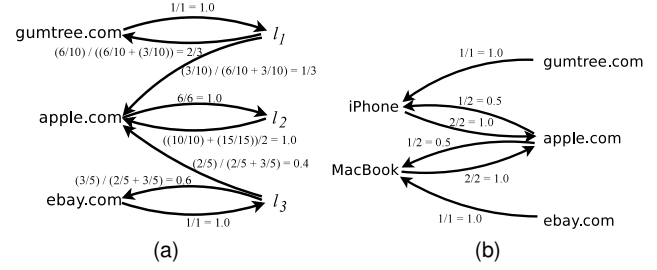 1/1 = 1.0
gumtree.com
l1
(6/10) / ((6/10 + (3/10)) = 2/3
(3/10) / (6/10 + 3/10) = 1/3
6/6 = 1.0
apple.com
l2
((10/10) + (15/15))/2 = 1.0
(2/5) / (2/5 + 3/5) = 0.4
(3/5) / (2/5 + 3/5) = 0.6
ebay.com
l3
1/1 = 1.0
(a)
1/1 = 1.0
gumtree.com
iPhone
1/2 = 0.5
2/2 = 1.0
apple.com
1/2 = 0.5
MacBook
2/2 = 1.0
1/1 = 1.0
ebay.com
(b)